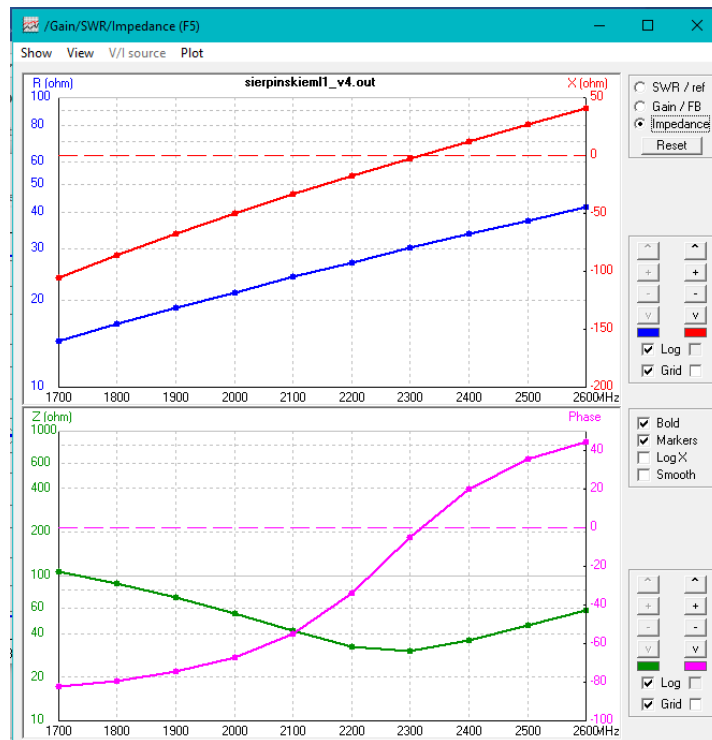 /Gain/SWR/Impedance (F5)
Show View V/I source Plot
R (ohm) sierpinskieml1_v4.out X (ohm)
100 50
80
60 0
50
40 -50
30
-100
20
-150
10 -200
1700 1800 1900 2000 2100 2200 2300 2400 2500 2600MHz
Z (ohm) Phase
1000
600 40
400 20
200 0
100 -20
60 -40
40 -60
20 -80
10 -100
1700 1800 1900 2000 2100 2200 2300 2400 2500 2600MHz
SWR / ref
Gain / FB
Impedance
Reset
^ ^
+ +
- -
v v
Log
Grid
Bold
Markers
Log X
Smooth
^ ^
+ +
- -
v v
Log
Grid